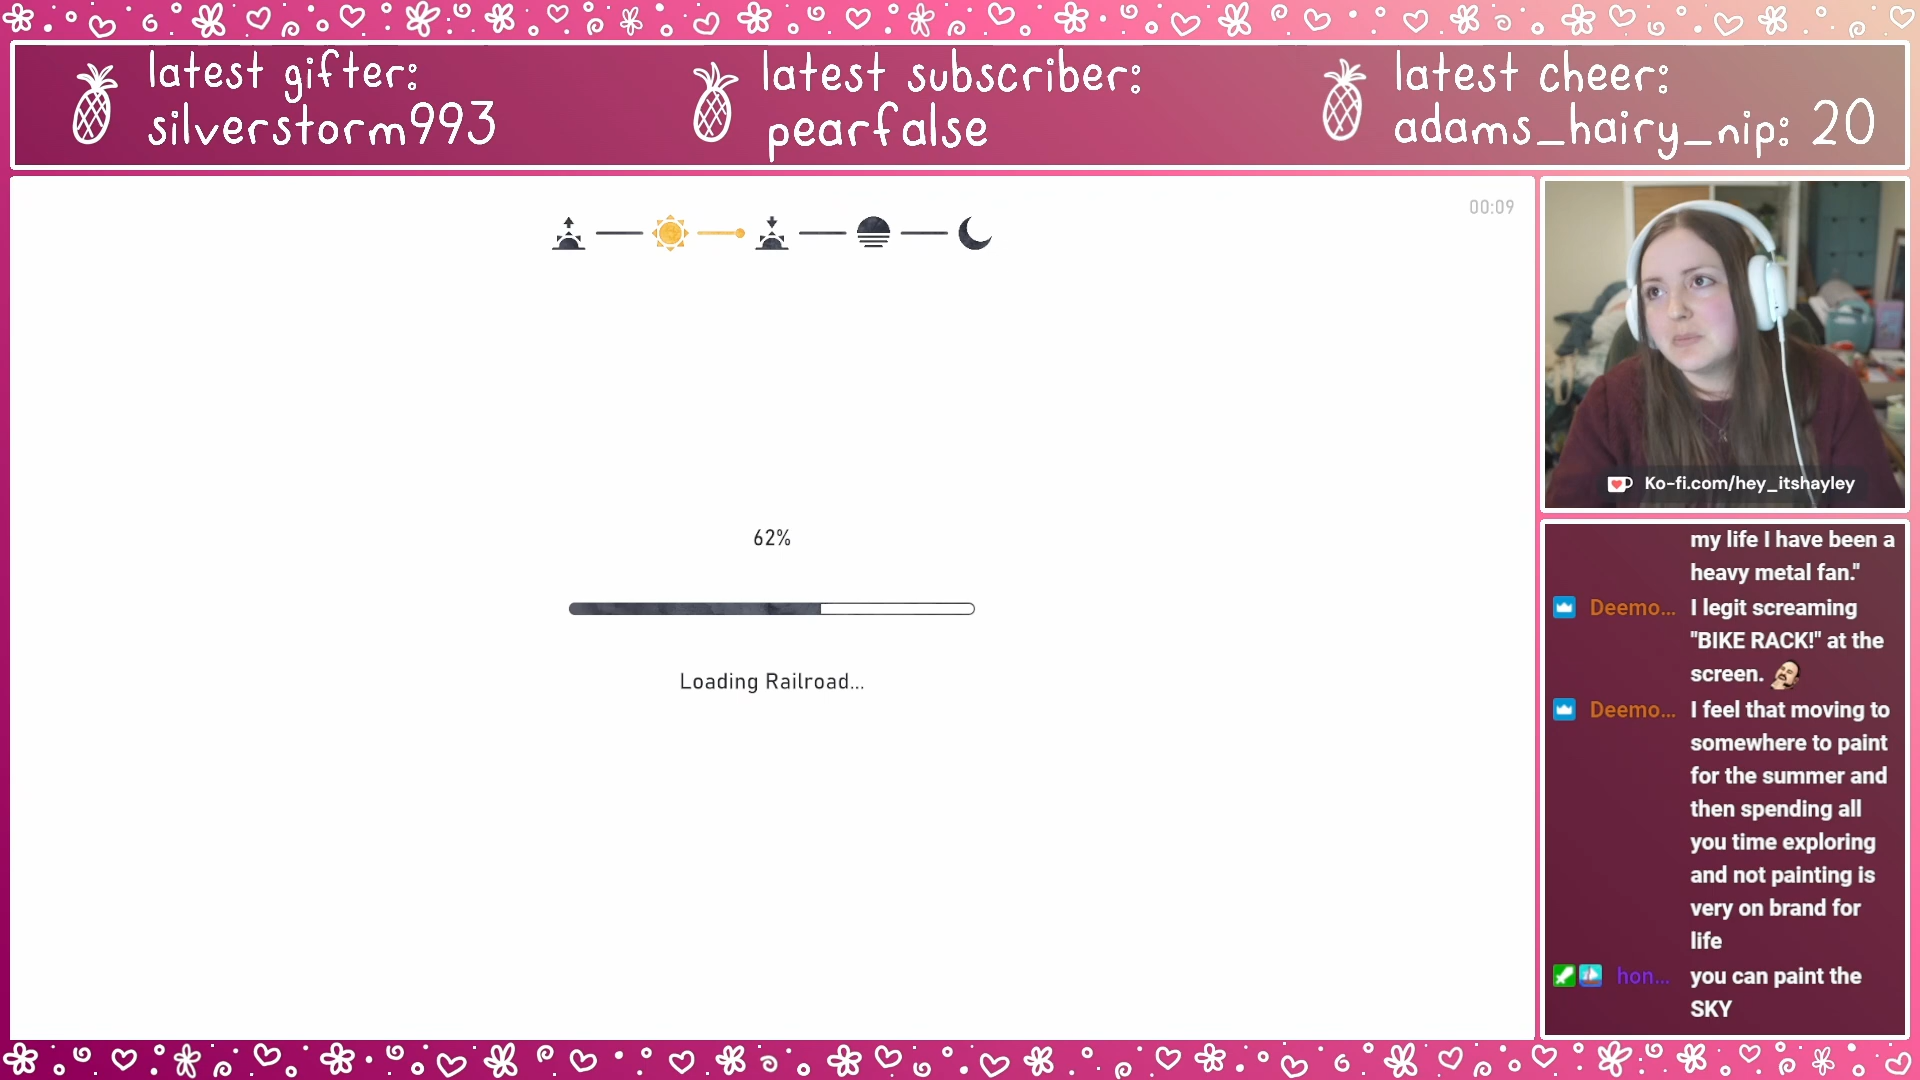 latest gifter:
silverstorm993
latest subscriber:
pearfalse
latest cheer:
adams_hairy_nip: 20
00:09
62%
Loading Railroad...
Ko-fi.com/hey_itshayley
my life I have been a
heavy metal fan."
Deemo... I legit screaming
"BIKE RACK!" at the
screen.
Deemo... I feel that moving to
somewhere to paint
for the summer and
then spending all
you time exploring
and not painting is
very on brand for
life
hon... you can paint the
SKY